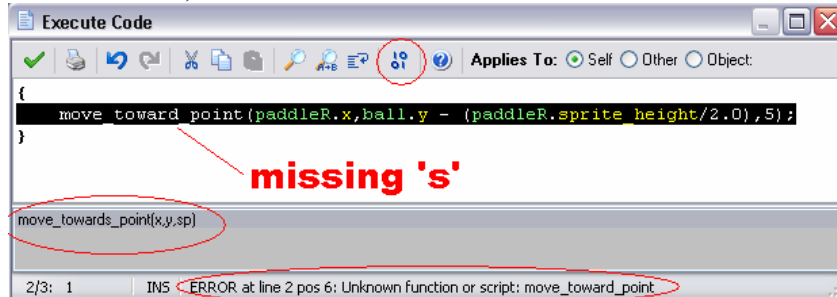 Execute Code
Applies To: Self Other Object:
{
move_toward_point(paddleR.x,ball.y - (paddleR.sprite_height/2.0),5);
}
missing 's'
move_towards_point(x,y,sp)
2/3: 1 INS ERROR at line 2 pos 6: Unknown function or script: move_toward_point